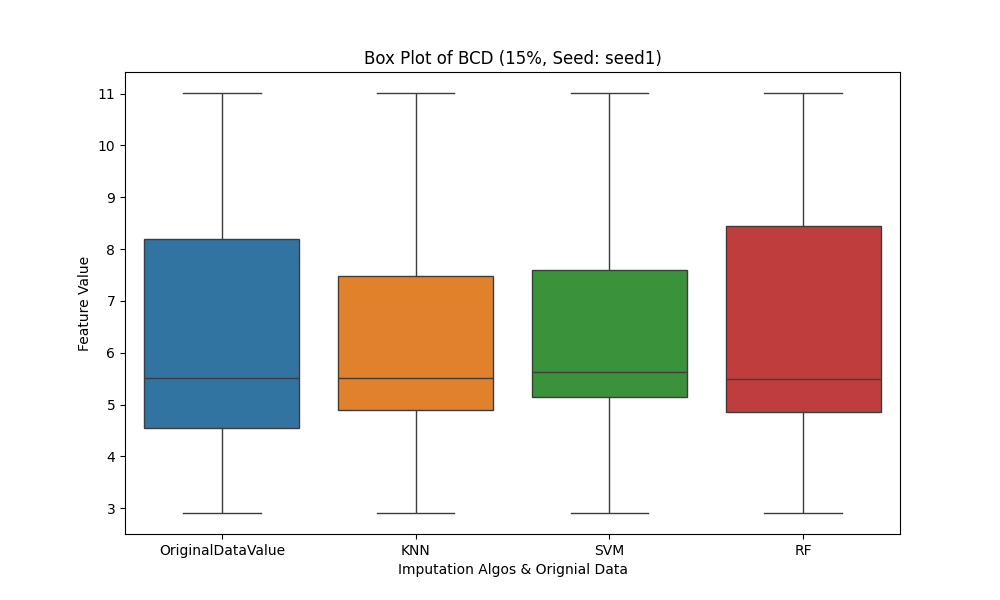 Box Plot of BCD (15%, Seed: seed1)
11
10
9
8
7
6
5
4
3
Feature Value
OriginalDataValue
KNN
SVM
RF
Imputation Algos & Orignial Data